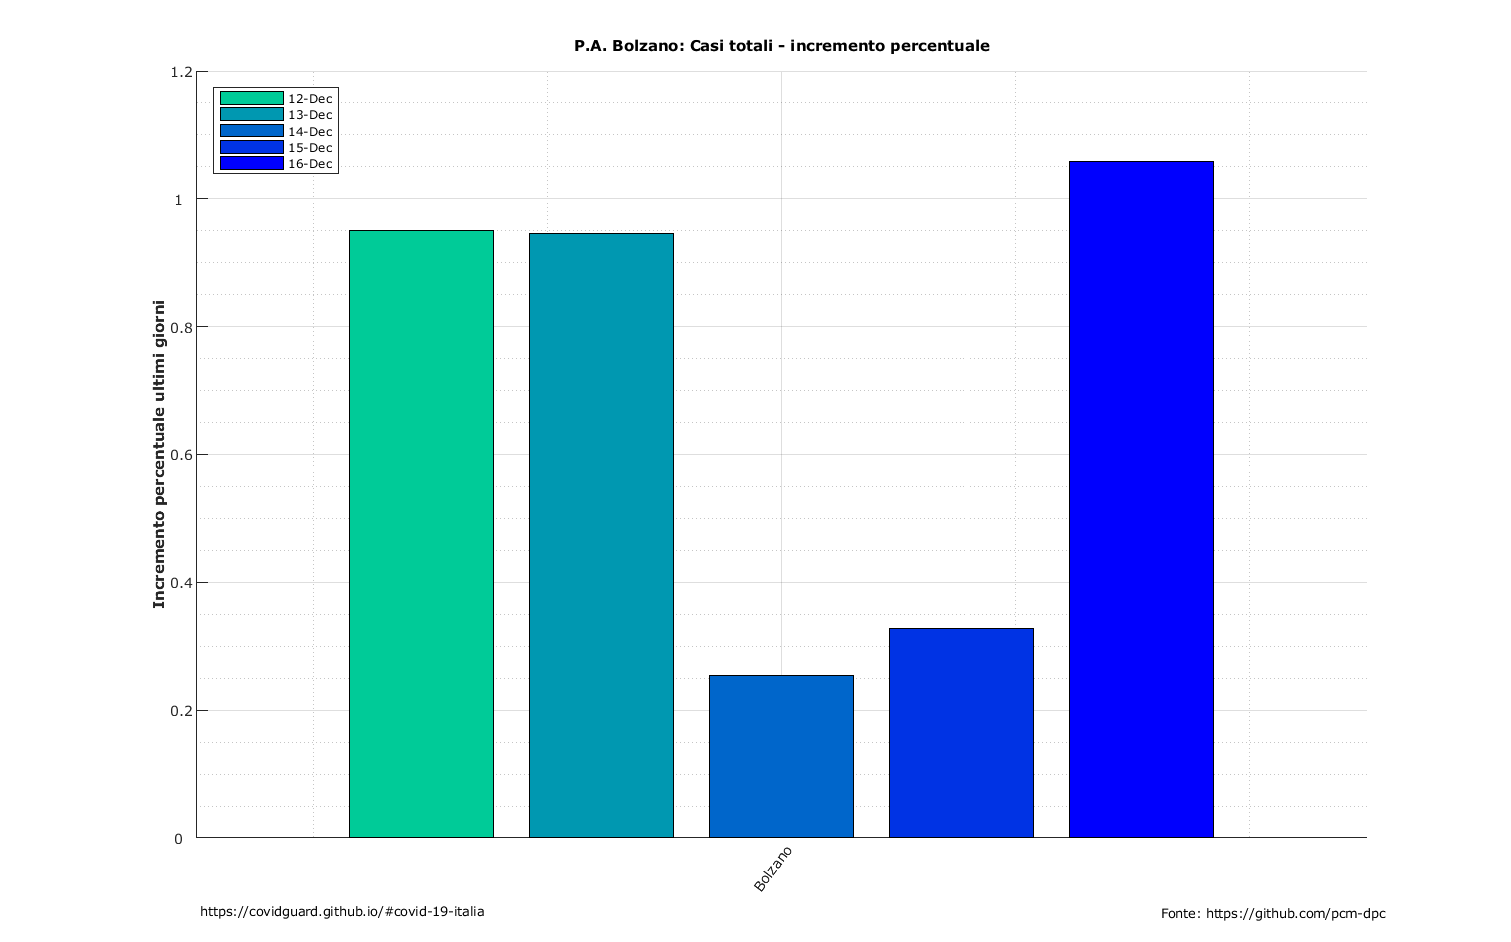 P.A. Bolzano: Casi totali - incremento percentuale
1.2
1
0.8
0.6
0.4
0.2
0
Incremento percentuale ultimi giorni
12-Dec
13-Dec
14-Dec
15-Dec
16-Dec
Bolzano
https://covidguard.github.io/#covid-19-italia
Fonte: https://github.com/pcm-dpc